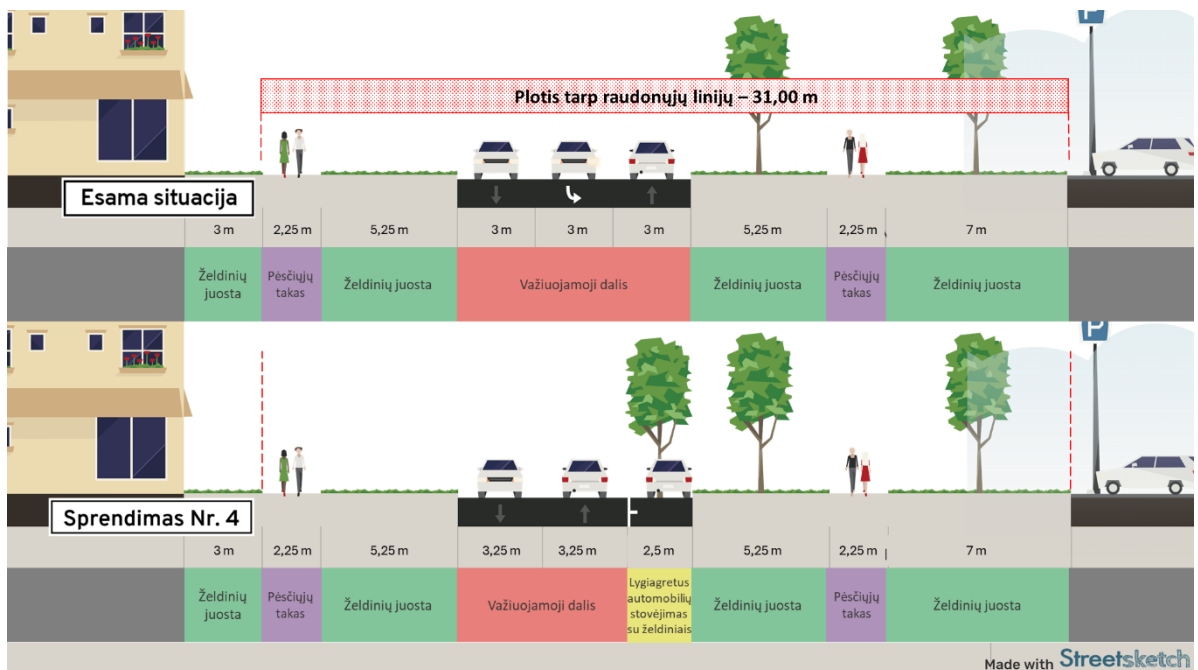 P
Plotis tarp raudonųjų linijų – 31,00 m
Esama situacija
3 m 2,25 m 5,25 m 3 m 3 m 3 m 5,25 m 2,25 m 7 m
Želdinių
juosta
Pėsčiųjų
takas
Želdinių juosta
Važiuojamoji dalis
Želdinių juosta
Pėsčiųjų
takas
Želdinių juosta
P
Sprendimas Nr. 4
3 m 2,25 m 5,25 m 3,25 m 3,25 m 2,5 m 5,25 m 2,25 m 7 m
Želdinių
juosta
Pėsčiųjų
takas
Želdinių juosta
Važiuojamoji dalis
Lygiagretus
automobilių
stovėjimas
su želdiniais
Želdinių juosta
Pėsčiųjų
takas
Želdinių juosta
Made with Streetsketch